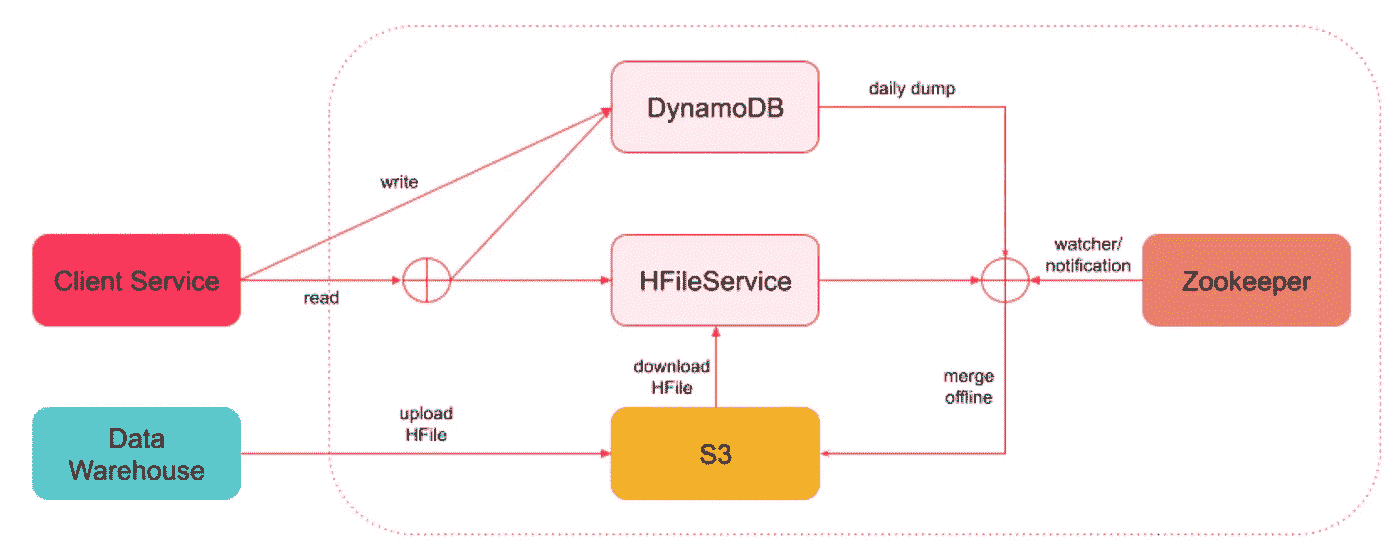 DynamoDB
daily dump
write
Client Service
read
HFileService
watcher/
notification
Zookeeper
download
HFile
merge
offline
Data
Warehouse
upload
HFile
S3